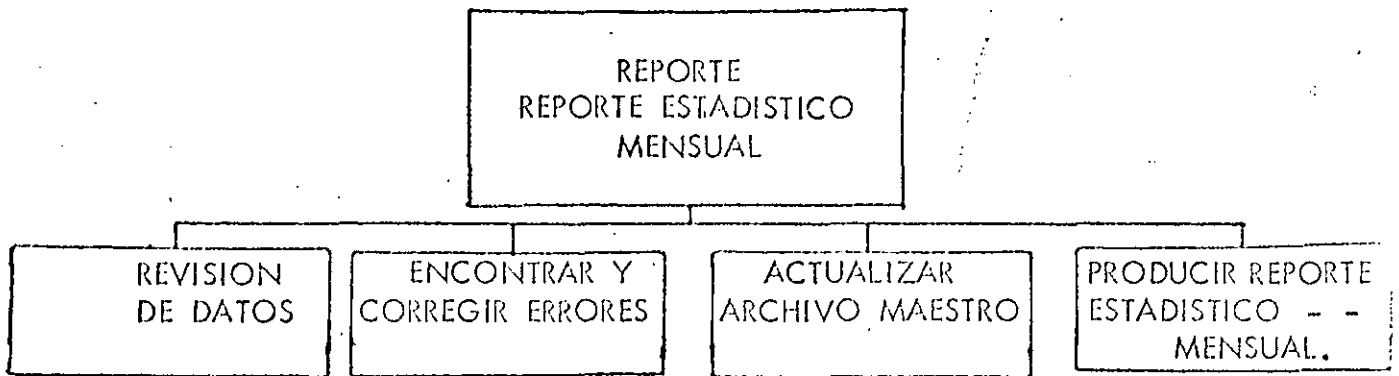 REPORTE
REPORTE ESTADISTICO
MENSUAL
REVISION
DE DATOS
ENCONTRAR Y
CORREGIR ERRORES
ACTUALIZAR
ARCHIVO MAESTRO
PRODUCIR REPORTE
ESTADISTICO - -
MENSUAL.